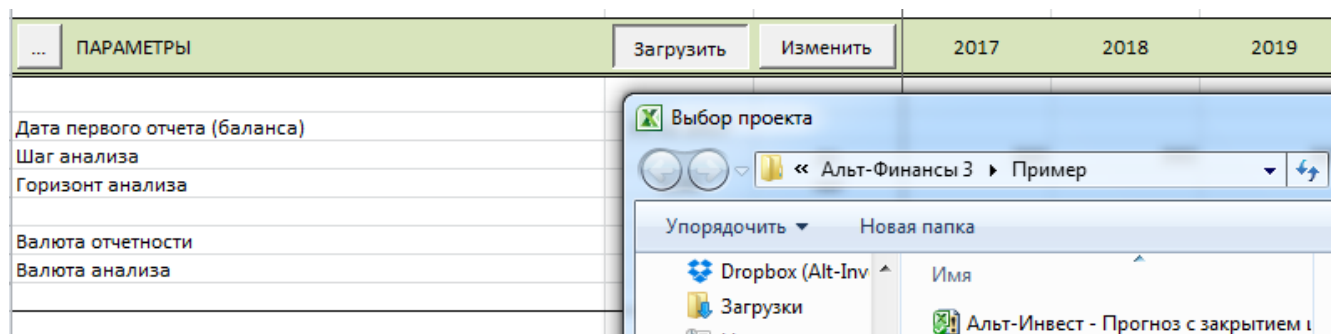 ... ПАРАМЕТРЫ Загрузить Изменить 2017 2018 2019
Выбор проекта
Дата первого отчета (баланса)
Шаг анализа
Горизонт анализа
« Альт-Финансы 3 ▸ Пример
Упорядочить ▾ Новая папка
Валюта отчетности
Валюта анализа
Dropbox (Alt-Inv
Имя
Загрузки
Альт-Инвест - Прогноз с закрытием